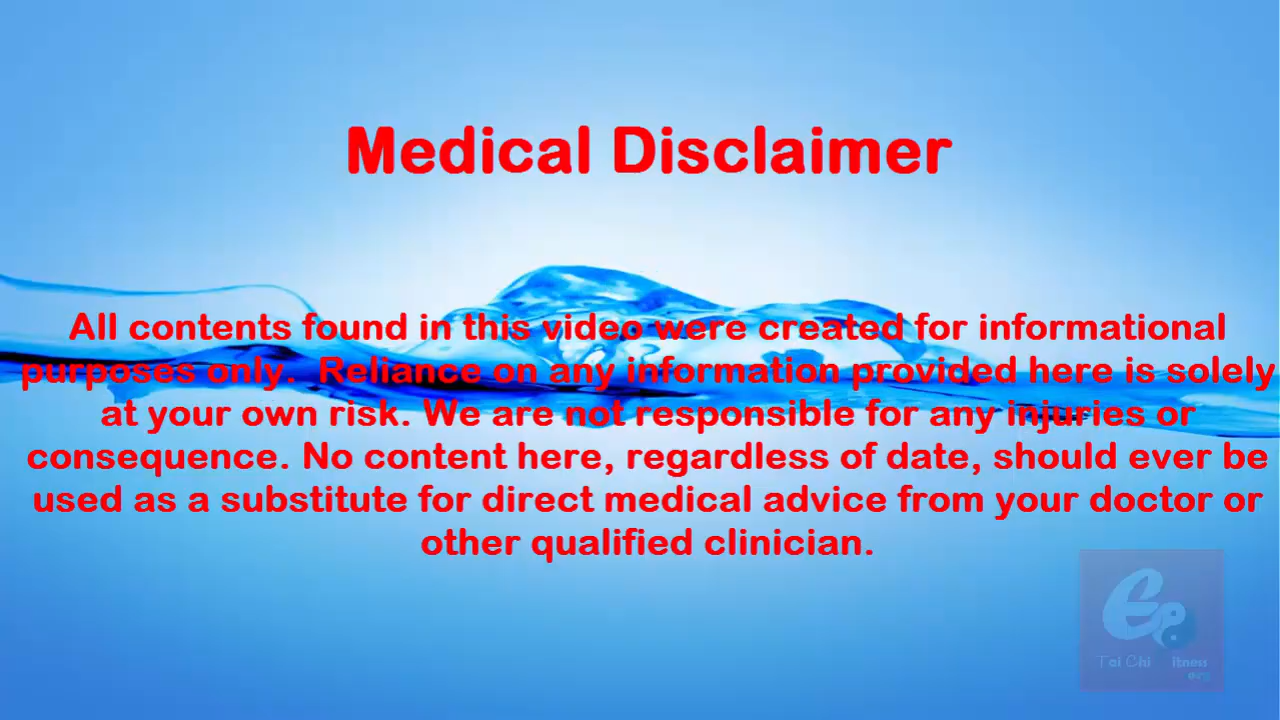 Medical Disclaimer
All contents found in this video were created for informational
purposes only. Reliance on any information provided here is solely
at your own risk. We are not responsible for any injuries or
consequence. No content here, regardless of date, should ever be
used as a substitute for direct medical advice from your doctor or
other qualified clinician.
Tai Chi itness
.org